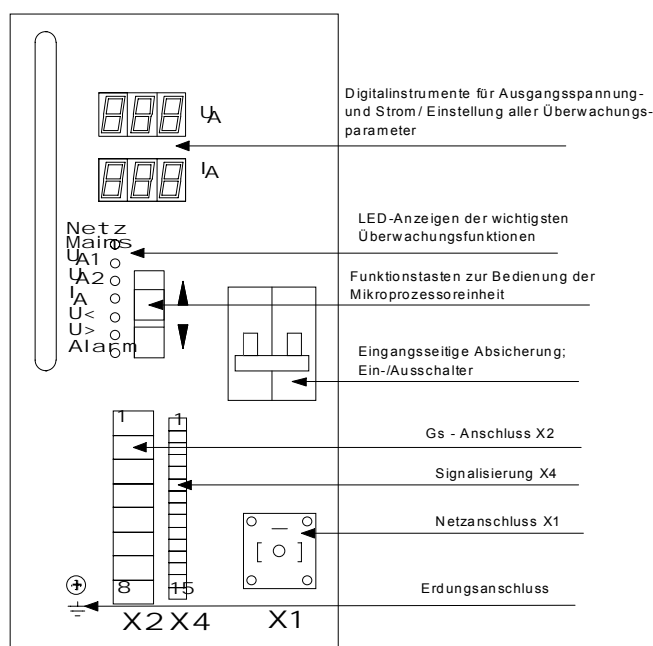 UA
Digitalinstrumente für Ausgangsspannung-
und Strom/ Einstellung aller Überwachungs-
parameter
IA
Netz
Mains
UA1
UA2
IA
U<
U>
Alarm
LED-Anzeigen der wichtigsten
Überwachungsfunktionen
Funktionstasten zur Bedienung der
Mikroprozessoreinheit
Eingangsseitige Absicherung;
Ein-/Ausschalter
1
1
Gs - Anschluss X2
Signalisierung X4
Netzanschluss X1
8
15
Erdungsanschluss
X2 X4
X1